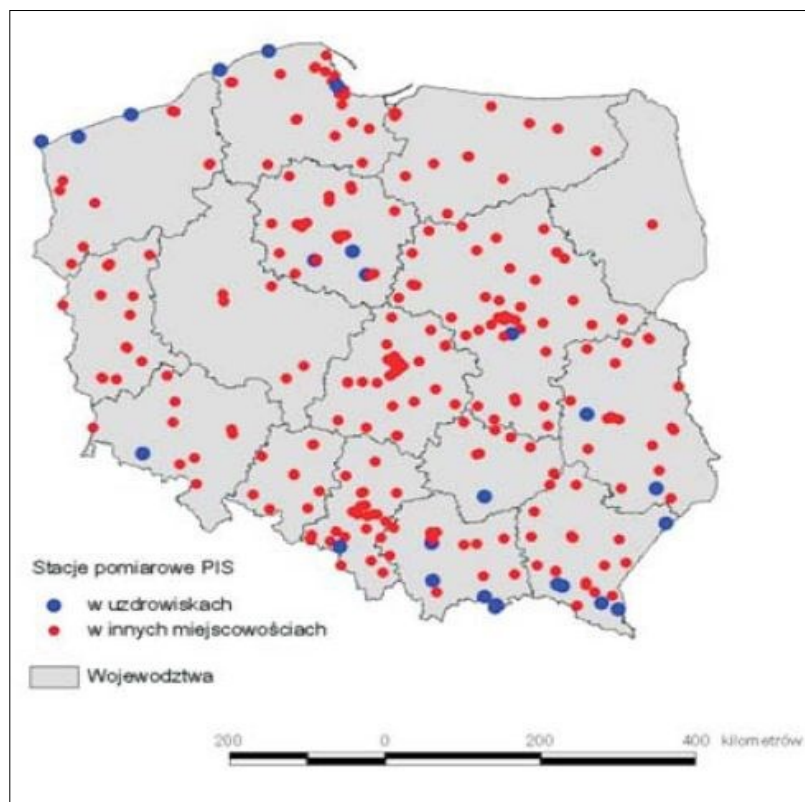 Stacje pomiarowe PIS
w uzdrowiskach
w innych miejscowościach
Wojewodztwa
200 0 200 400 kilometrów